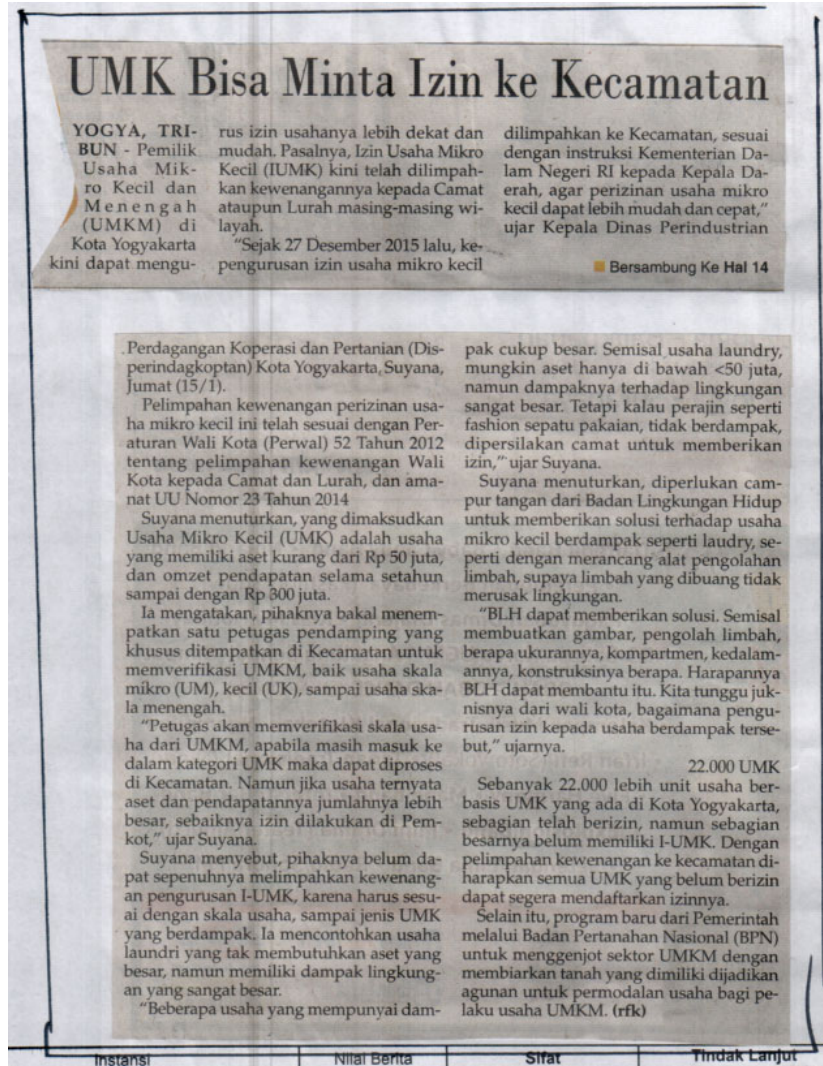 UMK Bisa Minta Izin ke Kecamatan
YOGYA, TRI-
BUN - Pemilik
Usaha Mik-
ro Kecil dan
Menengah
(UMKM) di
Kota Yogyakarta
kini dapat mengu-
rus izin usahanya lebih dekat dan
mudah. Pasalnya, Izin Usaha Mikro
Kecil (IUMK) kini telah dilimpah-
kan kewenangannya kepada Camat
ataupun Lurah masing-masing wi-
layah.
"Sejak 27 Desember 2015 lalu, ke-
pengurusan izin usaha mikro kecil
dilimpahkan ke Kecamatan, sesuai
dengan instruksi Kementerian Da-
lam Negeri RI kepada Kepala Da-
erah, agar perizinan usaha mikro
kecil dapat lebih mudah dan cepat,"
ujar Kepala Dinas Perindustrian
Bersambung Ke Hal 14
Perdagangan Koperasi dan Pertanian (Dis-
perindagkoptan) Kota Yogyakarta, Suyana,
Jumat (15/1).
Pelimpahan kewenangan perizinan usa-
ha mikro kecil ini telah sesuai dengan Per-
aturan Wali Kota (Perwal) 52 Tahun 2012
tentang pelimpahan kewenangan Wali
Kota kepada Camat dan Lurah, dan ama-
nat UU Nomor 23 Tahun 2014
Suyana menuturkan, yang dimaksudkan
Usaha Mikro Kecil (UMK) adalah usaha
yang memiliki aset kurang dari Rp 50 juta,
dan omzet pendapatan selama setahun
sampai dengan Rp 300 juta.
Ia mengatakan, pihaknya bakal menem-
patkan satu petugas pendamping yang
khusus ditempatkan di Kecamatan untuk
memverifikasi UMKM, baik usaha skala
mikro (UM), kecil (UK), sampai usaha ska-
la menengah.
"Petugas akan memverifikasi skala usa-
ha dari UMKM, apabila masih masuk ke
dalam kategori UMK maka dapat diproses
di Kecamatan. Namun jika usaha ternyata
aset dan pendapatannya jumlahnya lebih
besar, sebaiknya izin dilakukan di Pem-
kot," ujar Suyana.
Suyana menyebut, pihaknya belum da-
pat sepenuhnya melimpahkan kewenang-
an pengurusan I-UMK, karena harus sesu-
ai dengan skala usaha, sampai jenis UMK
yang berdampak. Ia mencontohkan usaha
laundri yang tak membutuhkan aset yang
besar, namun memiliki dampak lingkung-
an yang sangat besar.
"Beberapa usaha yang mempunyai dam-
pak cukup besar. Semisal usaha laundry,
mungkin aset hanya di bawah <50 juta,
namun dampaknya terhadap lingkungan
sangat besar. Tetapi kalau perajin seperti
fashion sepatu pakaian, tidak berdampak,
dipersilakan camat untuk memberikan
izin," ujar Suyana.
Suyana menuturkan, diperlukan cam-
pur tangan dari Badan Lingkungan Hidup
untuk memberikan solusi terhadap usaha
mikro kecil berdampak seperti laudry, se-
perti dengan merancang alat pengolahan
limbah, supaya limbah yang dibuang tidak
merusak lingkungan.
"BLH dapat memberikan solusi. Semisal
membuatkan gambar, pengolah limbah,
berapa ukurannya, kompartmen, kedalam-
annya, konstruksinya berapa. Harapannya
BLH dapat membantu itu. Kita tunggu juk-
nisnya dari wali kota, bagaimana pengu-
rusan izin kepada usaha berdampak terse-
but," ujarnya.
22.000 UMK
Sebanyak 22.000 lebih unit usaha ber-
basis UMK yang ada di Kota Yogyakarta,
sebagian telah berizin, namun sebagian
besarnya belum memiliki I-UMK. Dengan
pelimpahan kewenangan ke kecamatan di-
harapkan semua UMK yang belum berizin
dapat segera mendaftarkan izinnya.
Selain itu, program baru dari Pemerintah
melalui Badan Pertanahan Nasional (BPN)
untuk menggenjot sektor UMKM dengan
membiarkan tanah yang dimiliki dijadikan
agunan untuk permodalan usaha bagi pe-
laku usaha UMKM. (rfk)
Instansi Nilai Berita Sifat Tindak Lanjut